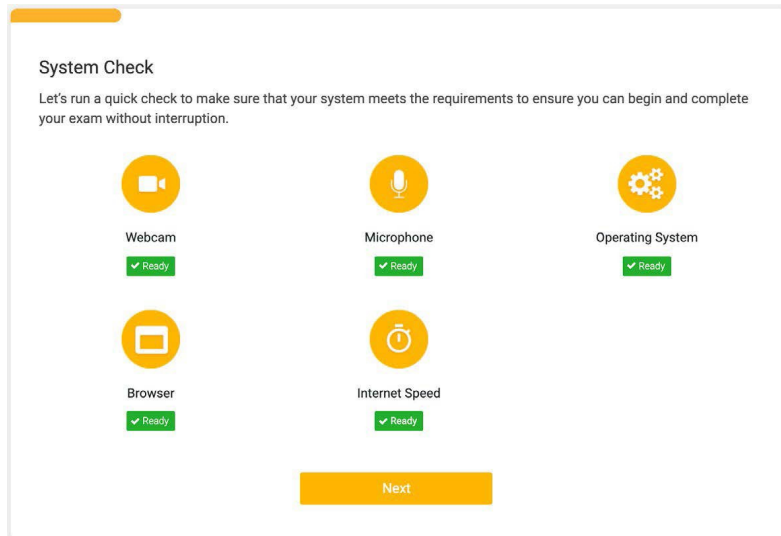 System Check
Let's run a quick check to make sure that your system meets the requirements to ensure you can begin and complete
your exam without interruption.
Webcam
Microphone
Operating System
Ready
Ready
Ready
Browser
Internet Speed
Ready
Ready
Next